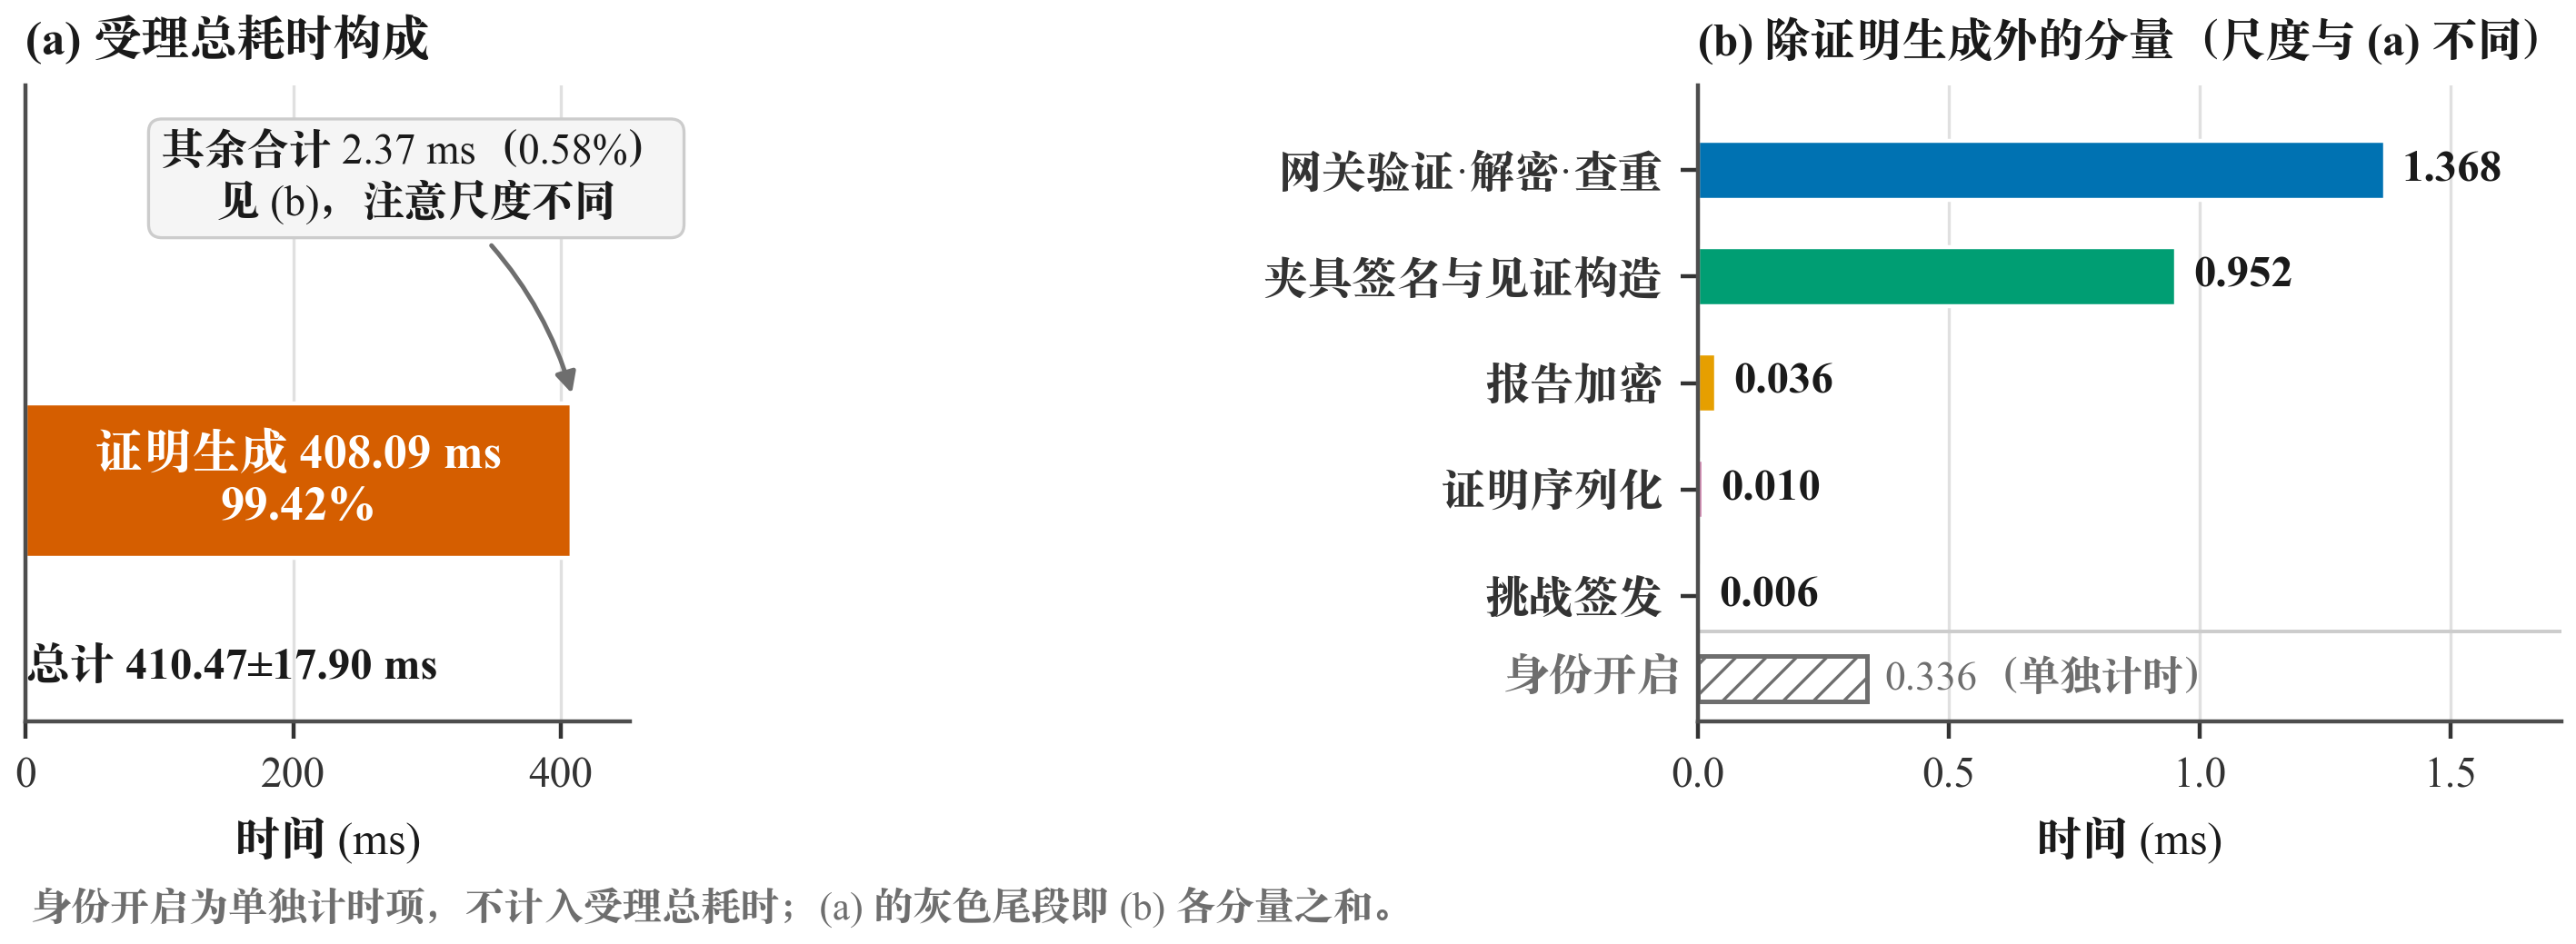 (a) 受理总耗时构成
其余合计 2.37 ms（0.58%）
见 (b)，注意尺度不同
证明生成 408.09 ms
99.42%
总计 410.47±17.90 ms
0 200 400
时间 (ms)
(b) 除证明生成外的分量（尺度与 (a) 不同）
网关验证·解密·查重 1.368
夹具签名与见证构造 0.952
报告加密 0.036
证明序列化 0.010
挑战签发 0.006
身份开启 0.336（单独计时）
0.0 0.5 1.0 1.5
时间 (ms)
身份开启为单独计时项，不计入受理总耗时；(a) 的灰色尾段即 (b) 各分量之和。